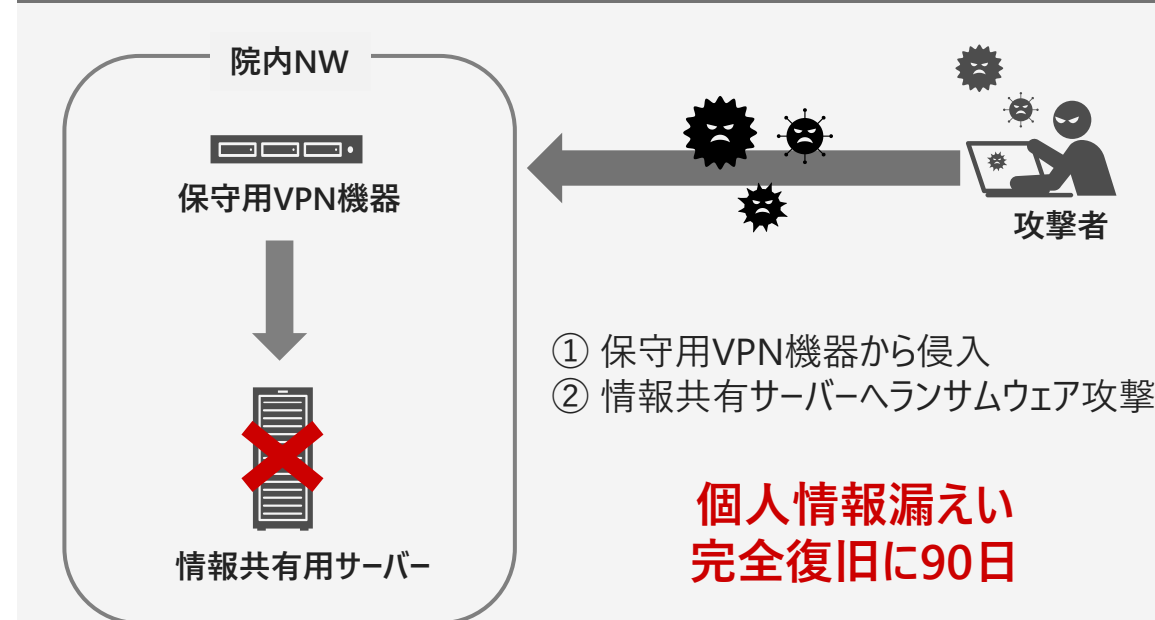 院内NW
保守用VPN機器
攻撃者
① 保守用VPN機器から侵入
② 情報共有サーバーへランサムウェア攻撃
情報共有用サーバー
個人情報漏えい
完全復旧に90日